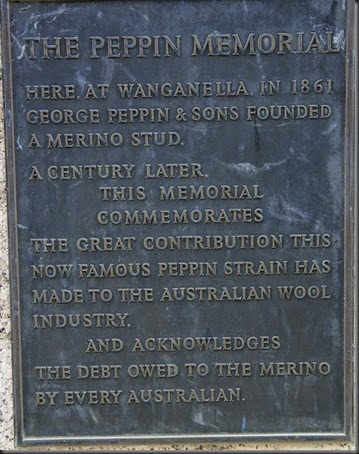 THE PEPPIN MEMORIAL
HERE, AT WANGANELLA, IN 1861
GEORGE PEPPIN & SONS FOUNDED
A MERINO STUD.
A CENTURY LATER,
THIS MEMORIAL
COMMEMORATES
THE GREAT CONTRIBUTION THIS
NOW FAMOUS PEPPIN STRAIN HAS
MADE TO THE AUSTRALIAN WOOL
INDUSTRY,
AND ACKNOWLEDGES
THE DEBT OWED TO THE MERINO
BY EVERY AUSTRALIAN.